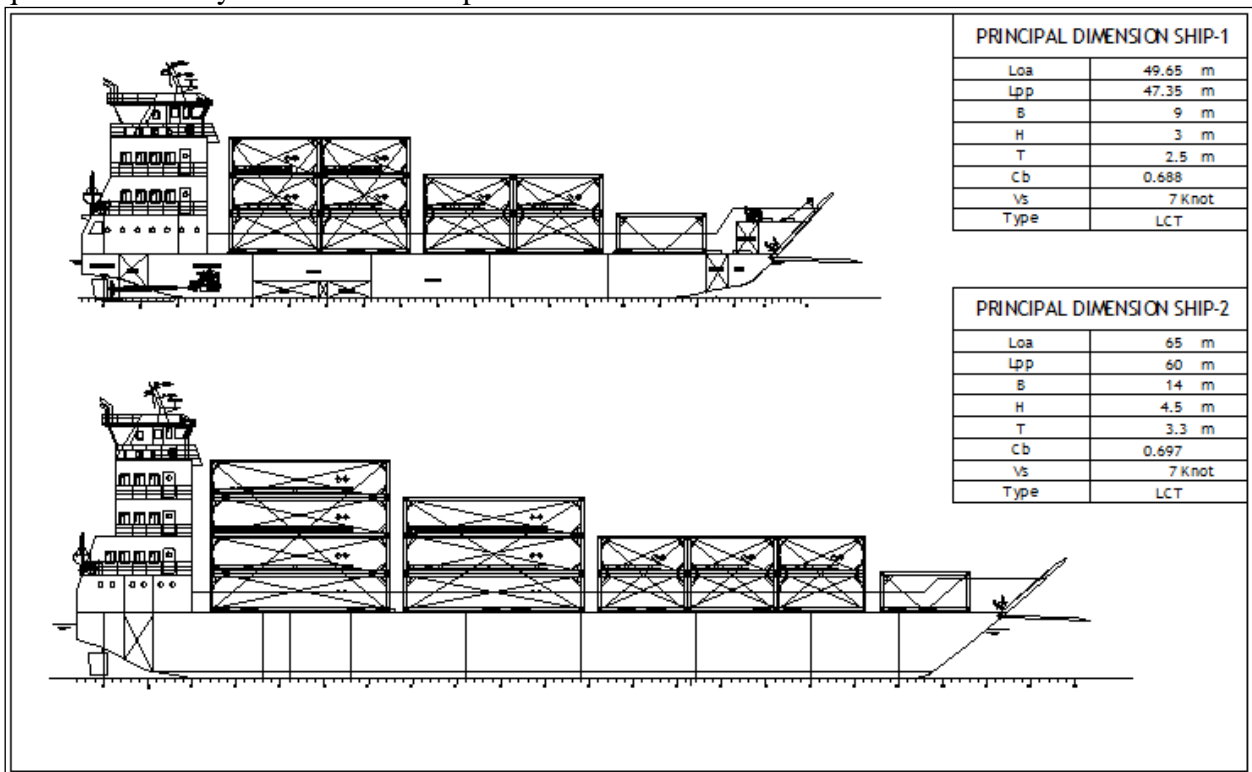 PRINCIPAL DIMENSION SHIP-1
Loa 49.65 m
Lpp 47.35 m
B 9 m
H 3 m
T 2.5 m
Cb 0.688
Vs 7 Knot
Type LCT
PRINCIPAL DIMENSION SHIP-2
Loa 65 m
Lpp 60 m
B 14 m
H 4.5 m
T 3.3 m
Cb 0.697
Vs 7 Knot
Type LCT